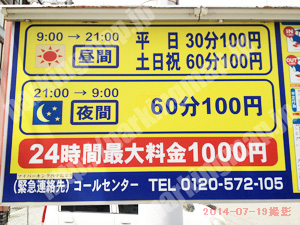 9:00 → 21:00
昼間
平日 30分100円
土日祝 60分100円
21:00 → 9:00
夜間
60分100円
24時間最大料金1000円
(緊急連絡先) コールセンター TEL 0120-572-105
2014-07-19撮影